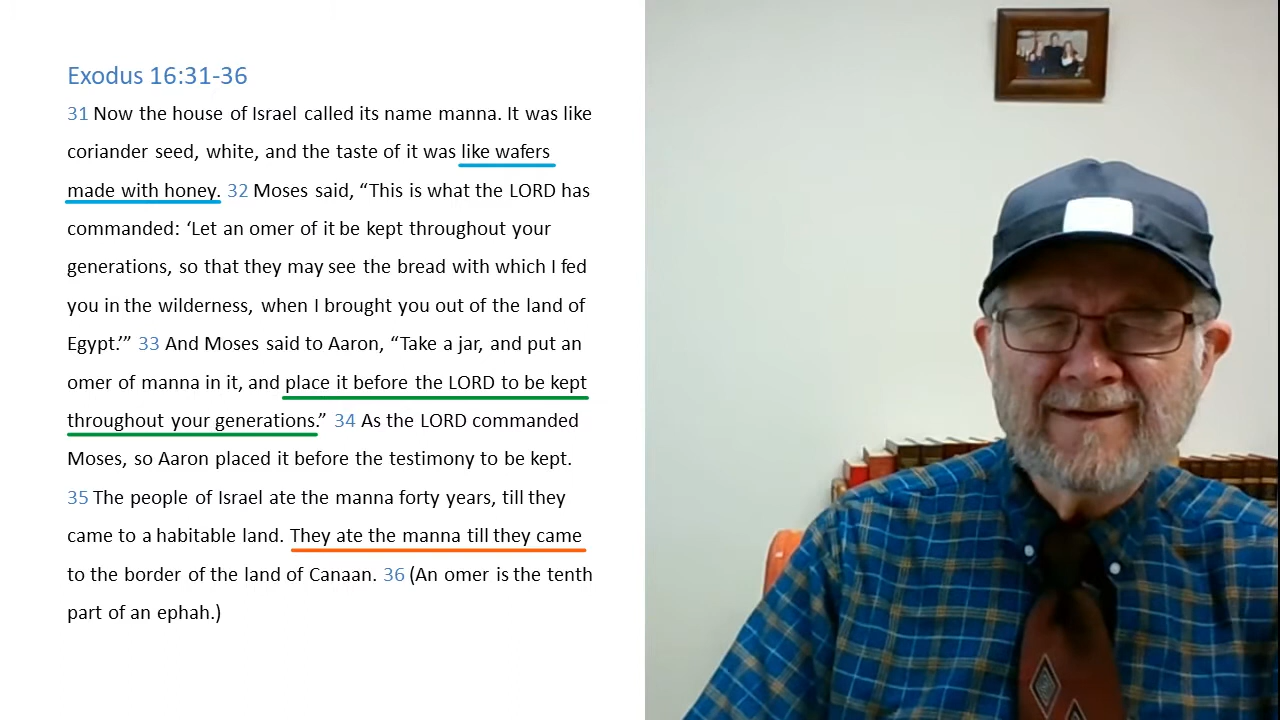 Exodus 16:31-36
31 Now the house of Israel called its name manna. It was like
coriander seed, white, and the taste of it was like wafers
made with honey. 32 Moses said, “This is what the LORD has
commanded: ‘Let an omer of it be kept throughout your
generations, so that they may see the bread with which I fed
you in the wilderness, when I brought you out of the land of
Egypt.’” 33 And Moses said to Aaron, “Take a jar, and put an
omer of manna in it, and place it before the LORD to be kept
throughout your generations.” 34 As the LORD commanded
Moses, so Aaron placed it before the testimony to be kept.
35 The people of Israel ate the manna forty years, till they
came to a habitable land. They ate the manna till they came
to the border of the land of Canaan. 36 (An omer is the tenth
part of an ephah.)